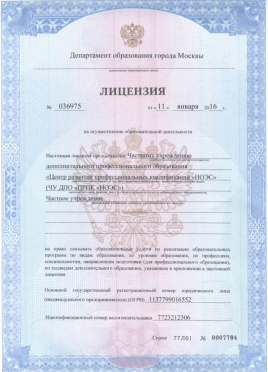 Департамент образования города Москвы
ЛИЦЕНЗИЯ
№ 036975 от « 11 » января 2016 г.
на осуществление образовательной деятельности
Настоящая лицензия предоставлена Частному учреждению
дополнительного профессионального образования
«Центр развития профессиональных квалификаций «НОЭС»
(ЧУ ДПО «ЦРПК «НОЭС»)
Частное учреждение
на право оказывать образовательные услуги по реализации образовательных
программ по видам образования, по уровням образования, по профессиям,
специальностям, направлениям подготовки (для профессионального образования),
по подвидам дополнительного образования, указанным в приложении к настоящей
лицензии.
Основной государственный регистрационный номер юридического лица
(индивидуального предпринимателя) (ОГРН) 1137799016552
Идентификационный номер налогоплательщика 7723212306
Серия 77Л01 № 0007784